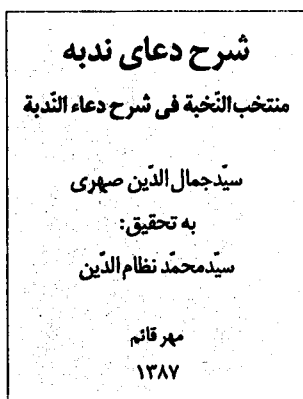 شرح دعای ندبه
منتخب النّخبة فی شرح دعاء النّدبة
سیّدجمال الدّین صهری
به تحقیق:
سیّدمحمّد نظام الدّین
مهر قائم
۱۳۸۷